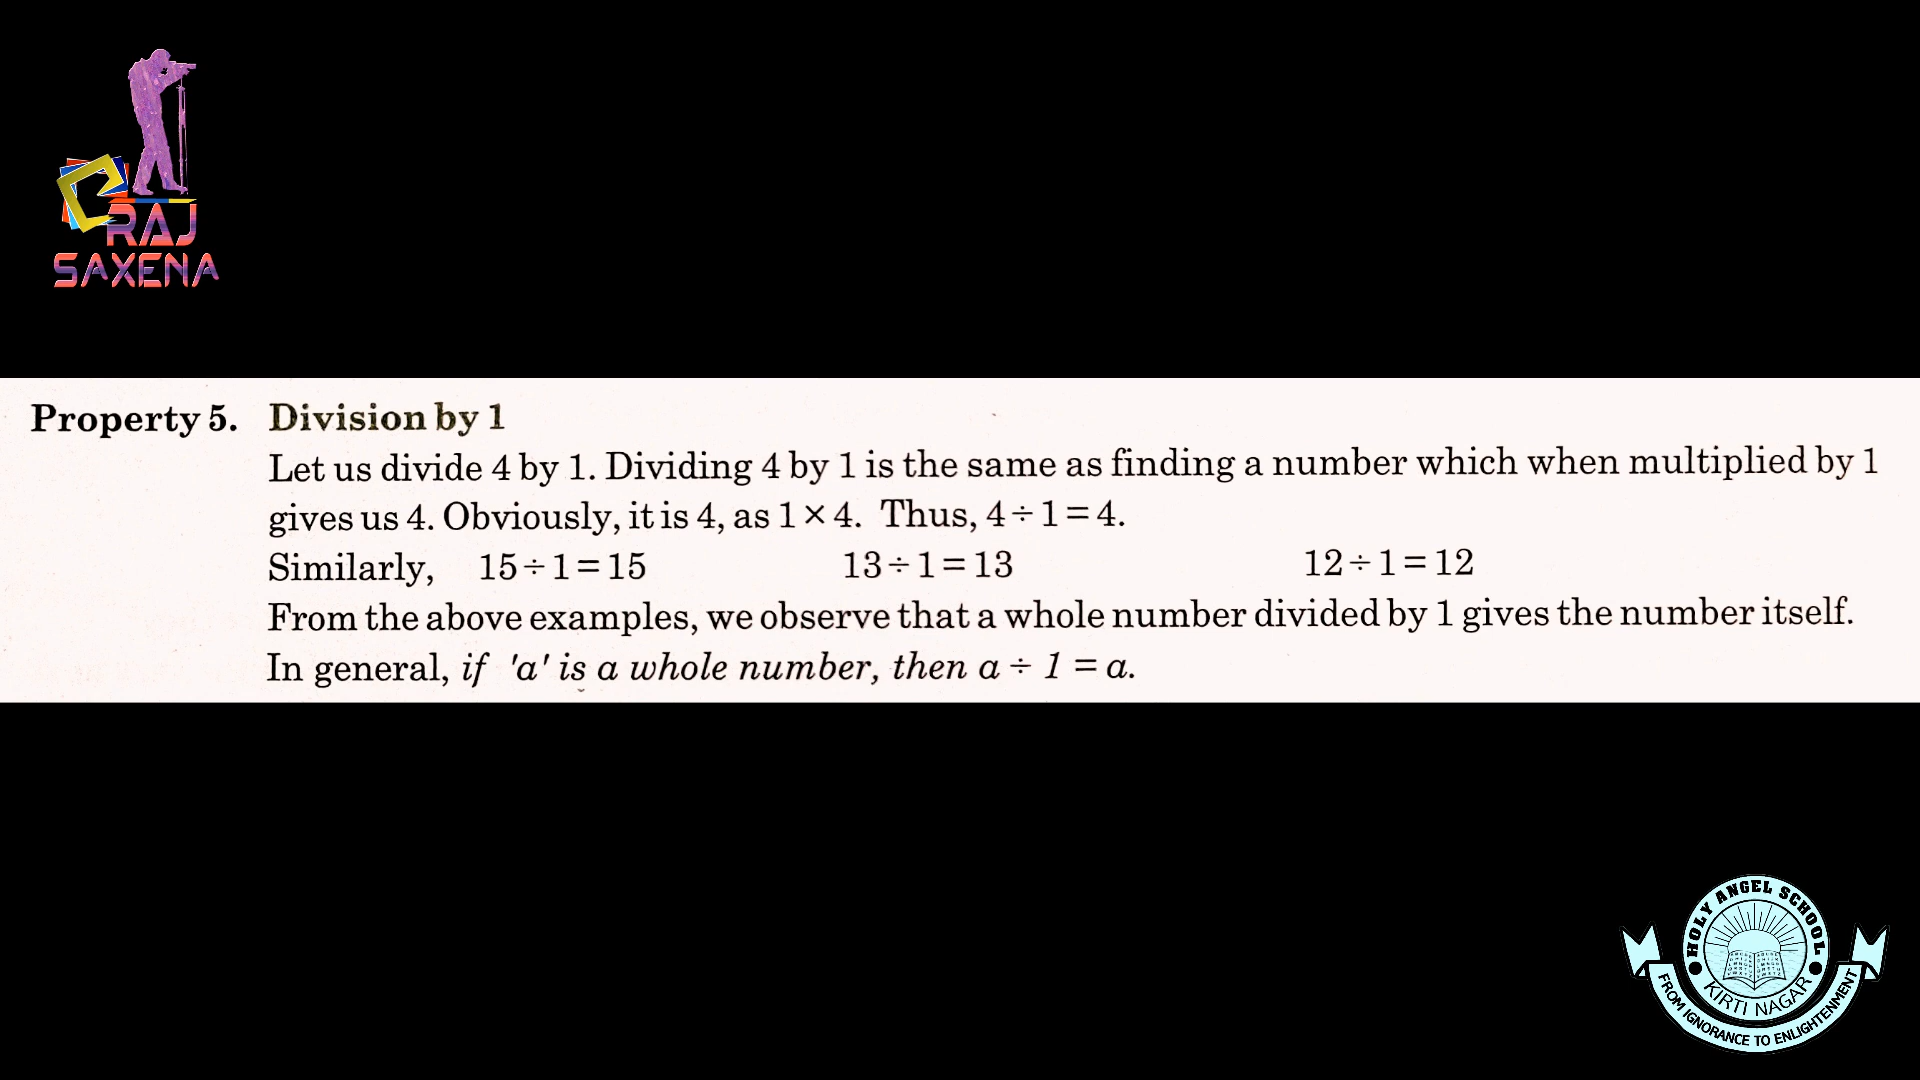 RAJ
SAXENA
Property 5. Division by 1
Let us divide 4 by 1. Dividing 4 by 1 is the same as finding a number which when multiplied by 1
gives us 4. Obviously, it is 4, as 1 × 4. Thus, 4 ÷ 1 = 4.
Similarly, 15 ÷ 1 = 15 13 ÷ 1 = 13 12 ÷ 1 = 12
From the above examples, we observe that a whole number divided by 1 gives the number itself.
In general, if 'a' is a whole number, then a ÷ 1 = a.
HOLY ANGEL SCHOOL
KIRTI NAGAR
FROM IGNORANCE TO ENLIGHTENMENT